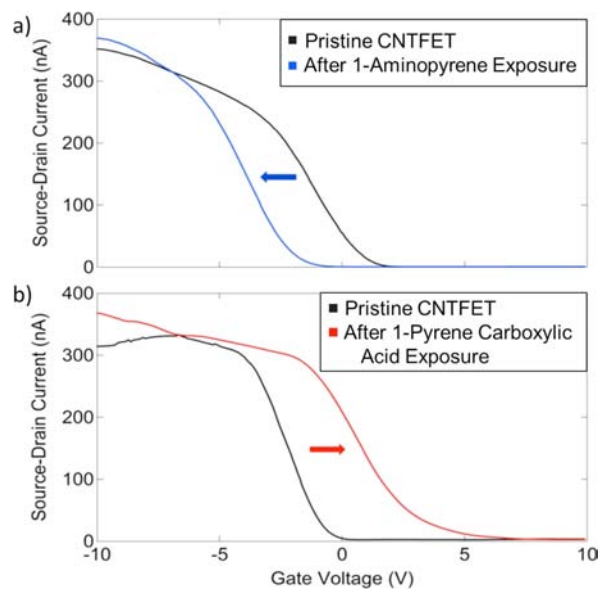 a)
400
300
200
100
0
Source-Drain Current (nA)
Pristine CNTFET
After 1-Aminopyrene Exposure
b)
400
300
200
100
0
Source-Drain Current (nA)
Pristine CNTFET
After 1-Pyrene Carboxylic
Acid Exposure
-10 -5 0 5 10
Gate Voltage (V)